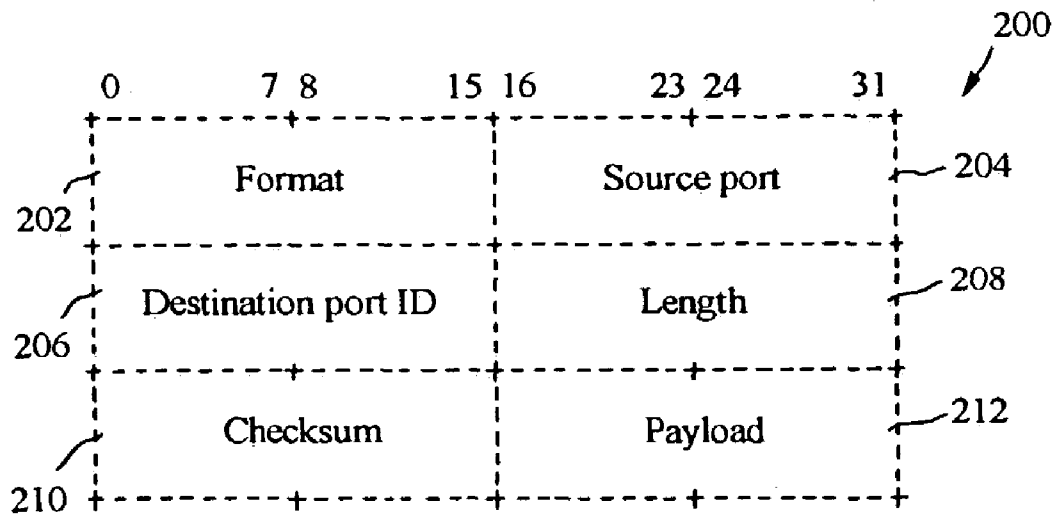 200
0 7 8 15 16 23 24 31
Format Source port
202 204
Destination port ID Length
206 208
Checksum Payload
210 212